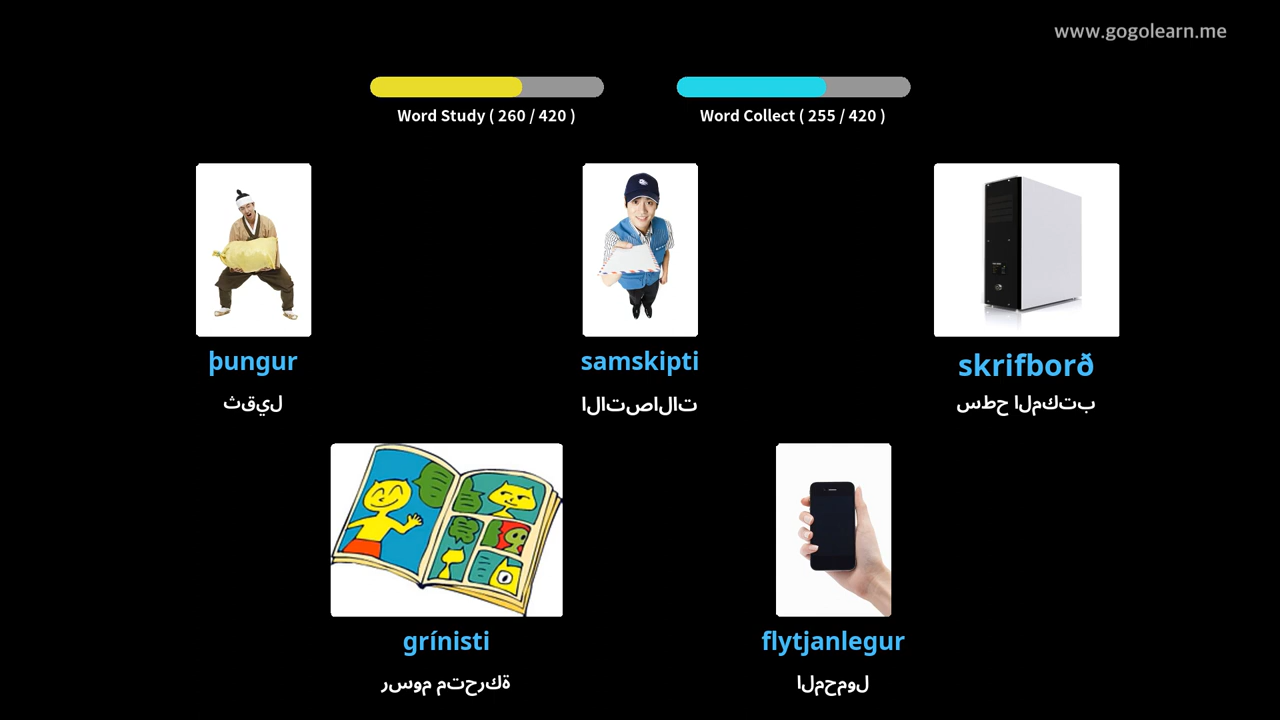 www.gogolearn.me
Word Study ( 260 / 420 )
Word Collect ( 255 / 420 )
þungur
ثقيل
samskipti
الاتصالات
skrifborð
سطح المكتب
grínisti
رسوم متحركة
flytjanlegur
المحمول